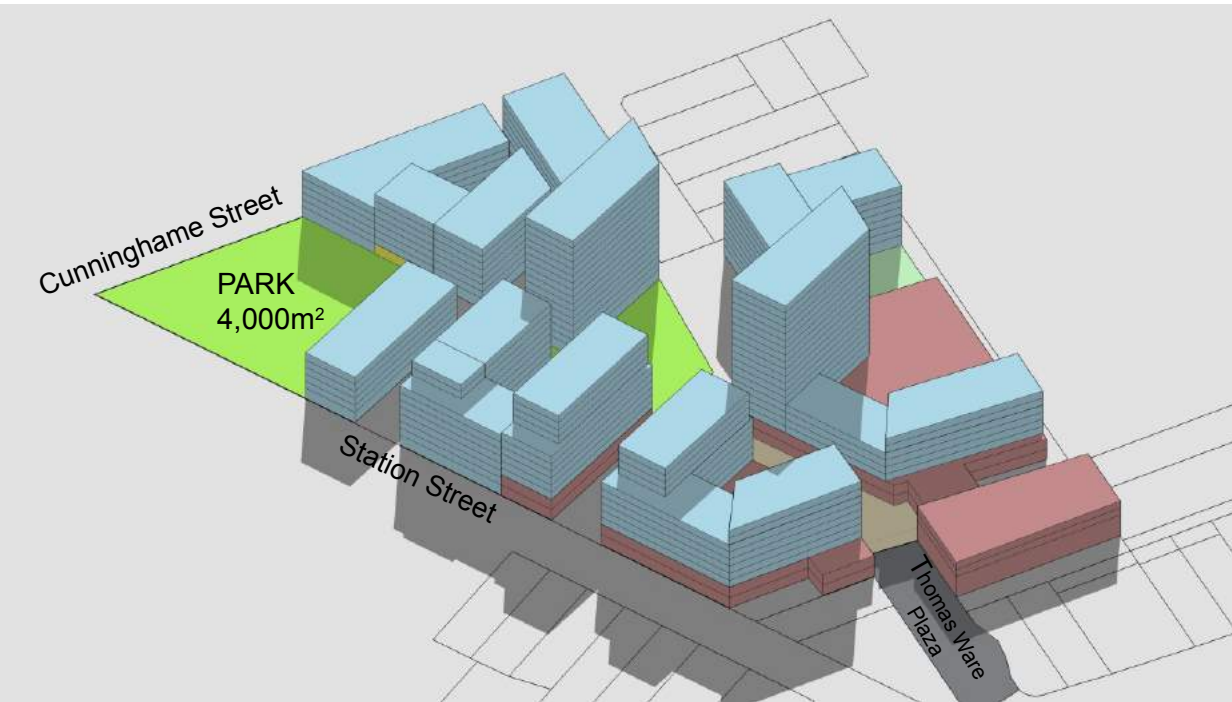 Cunninghame Street
PARK
4,000m²
Station Street
Thomas Ware
Plaza